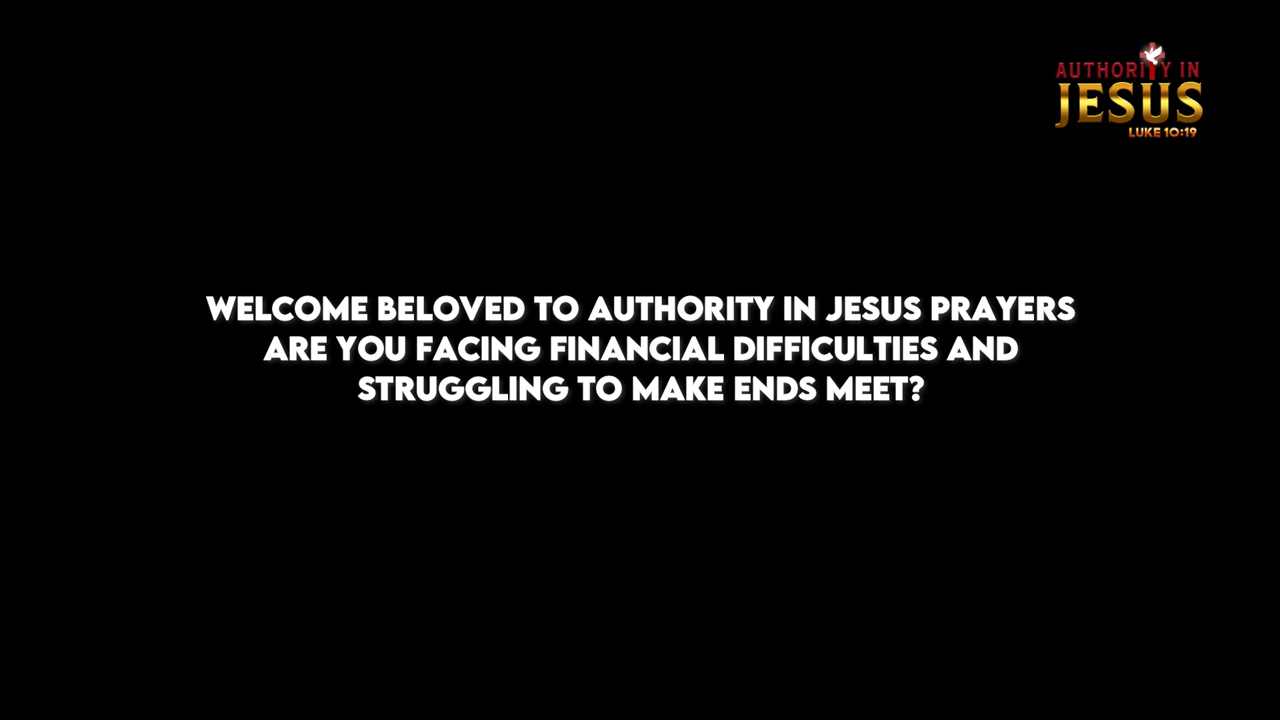 AUTHORITY IN
JESUS
LUKE 10:19
WELCOME BELOVED TO AUTHORITY IN JESUS PRAYERS
ARE YOU FACING FINANCIAL DIFFICULTIES AND
STRUGGLING TO MAKE ENDS MEET?